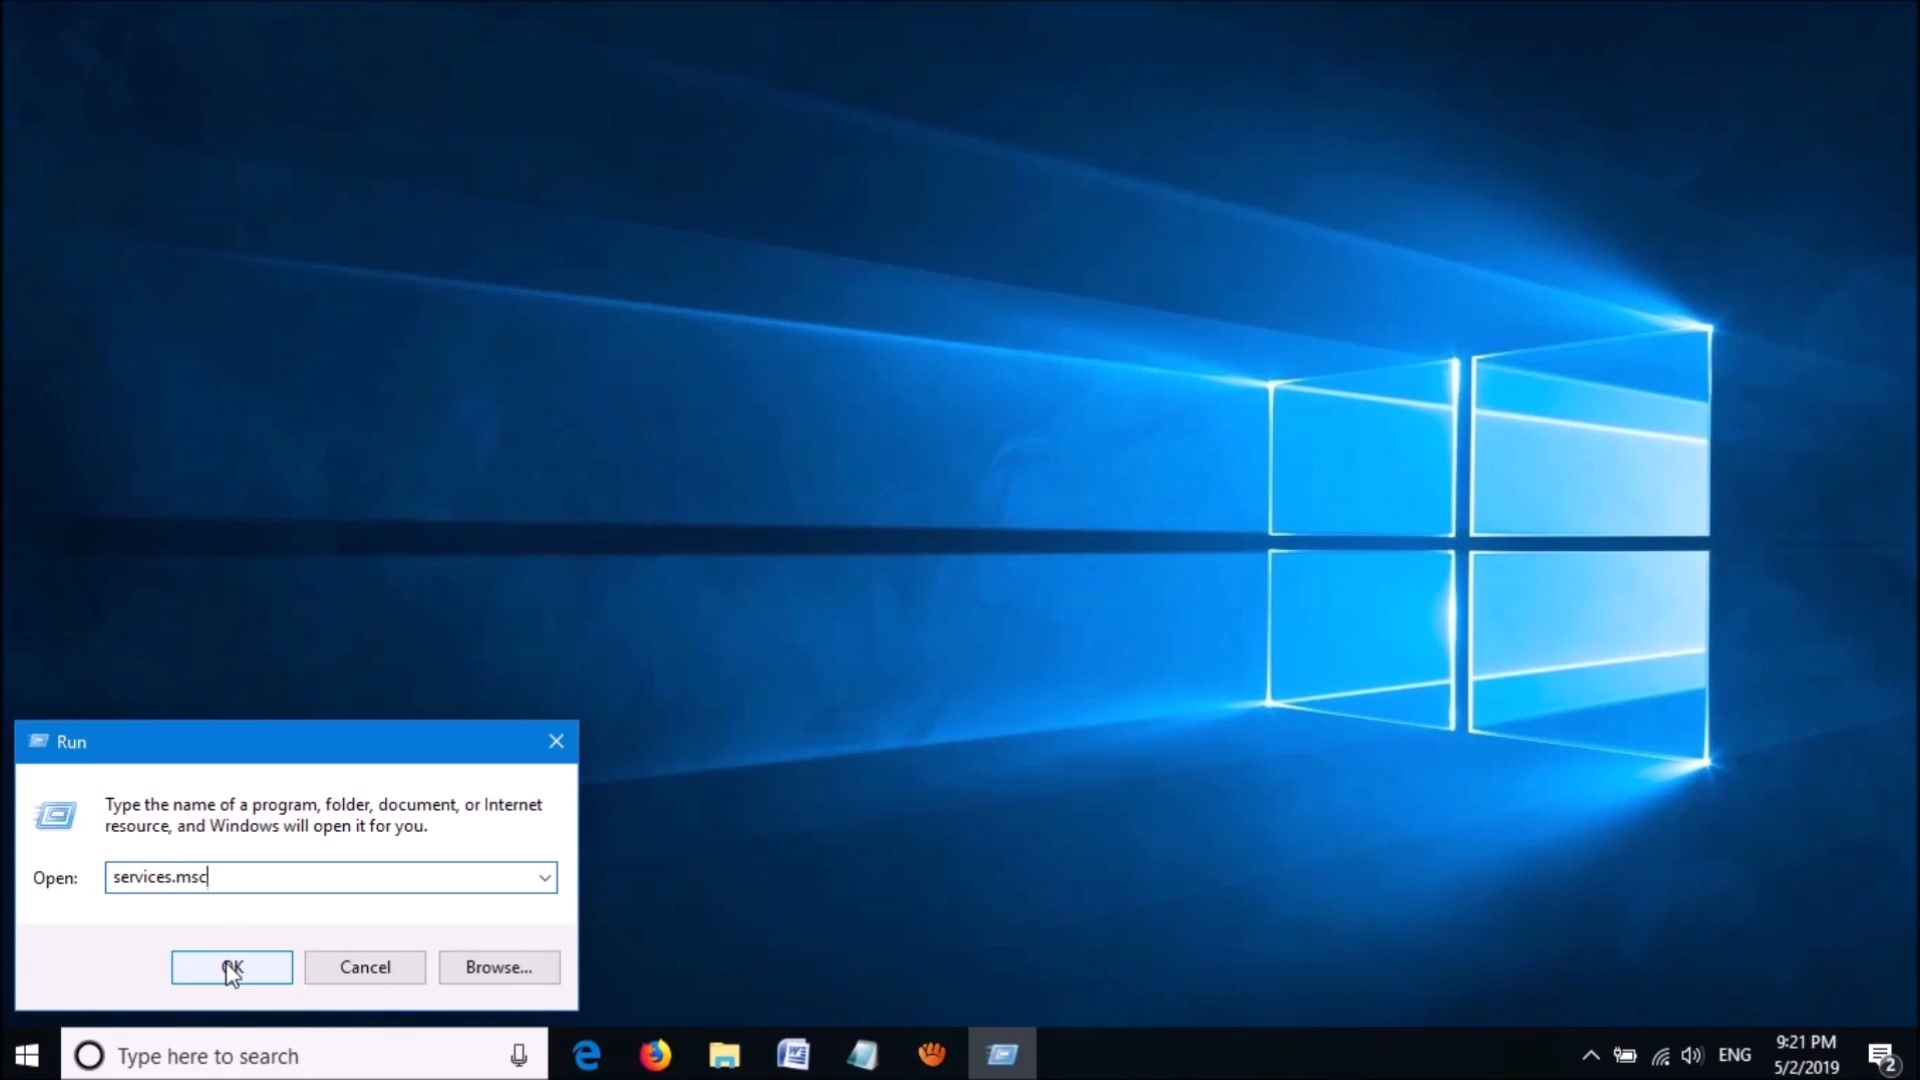 Run
Type the name of a program, folder, document, or Internet
resource, and Windows will open it for you.
Open:
services.msc
OK
Cancel
Browse...
Type here to search
ENG
9:21 PM
5/2/2019
2